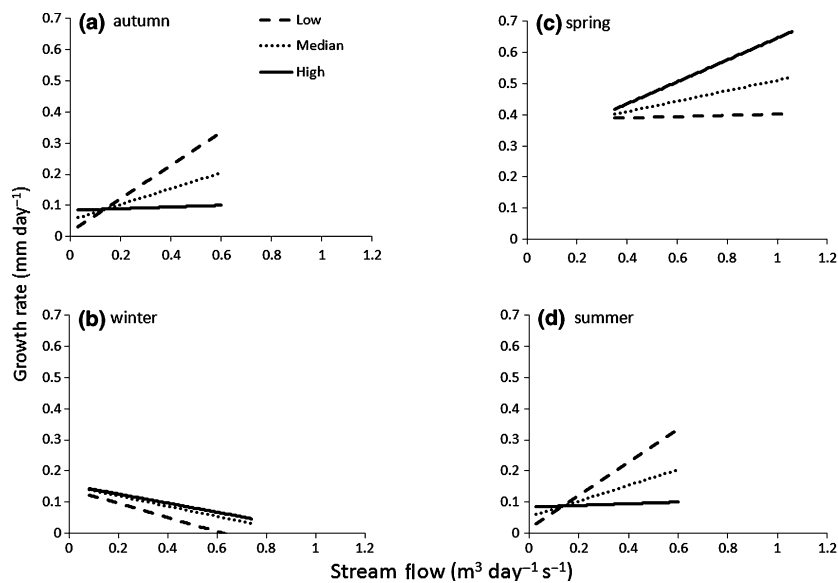 (a) autumn
Low
Median
High
0.7
0.6
0.5
0.4
0.3
0.2
0.1
0
0 0.2 0.4 0.6 0.8 1 1.2
(c) spring
0.7
0.6
0.5
0.4
0.3
0.2
0.1
0
0 0.2 0.4 0.6 0.8 1 1.2
Growth rate (mm day⁻¹)
(b) winter
0.7
0.6
0.5
0.4
0.3
0.2
0.1
0
0 0.2 0.4 0.6 0.8 1 1.2
(d) summer
0.7
0.6
0.5
0.4
0.3
0.2
0.1
0
0 0.2 0.4 0.6 0.8 1 1.2
Stream flow (m³ day⁻¹ s⁻¹)